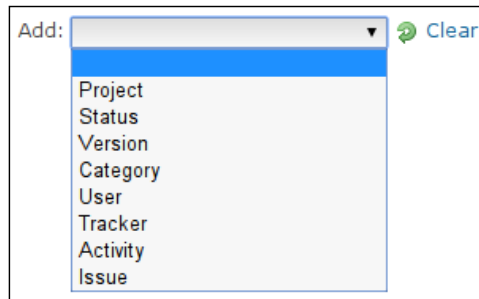 Add: Clear
Project
Status
Version
Category
User
Tracker
Activity
Issue